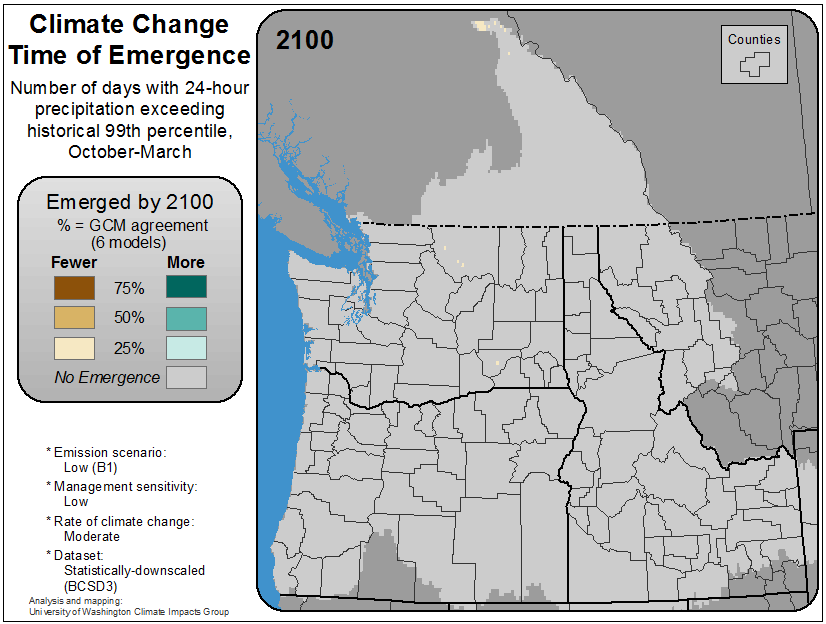 Climate Change
Time of Emergence
Number of days with 24-hour
precipitation exceeding
historical 99th percentile,
October-March
Emerged by 2100
% = GCM agreement
(6 models)
Fewer More
75%
50%
25%
No Emergence
* Emission scenario:
Low (B1)
* Management sensitivity:
Low
* Rate of climate change:
Moderate
* Dataset:
Statistically-downscaled
(BCSD3)
Analysis and mapping:
University of Washington Climate Impacts Group
2100
Counties